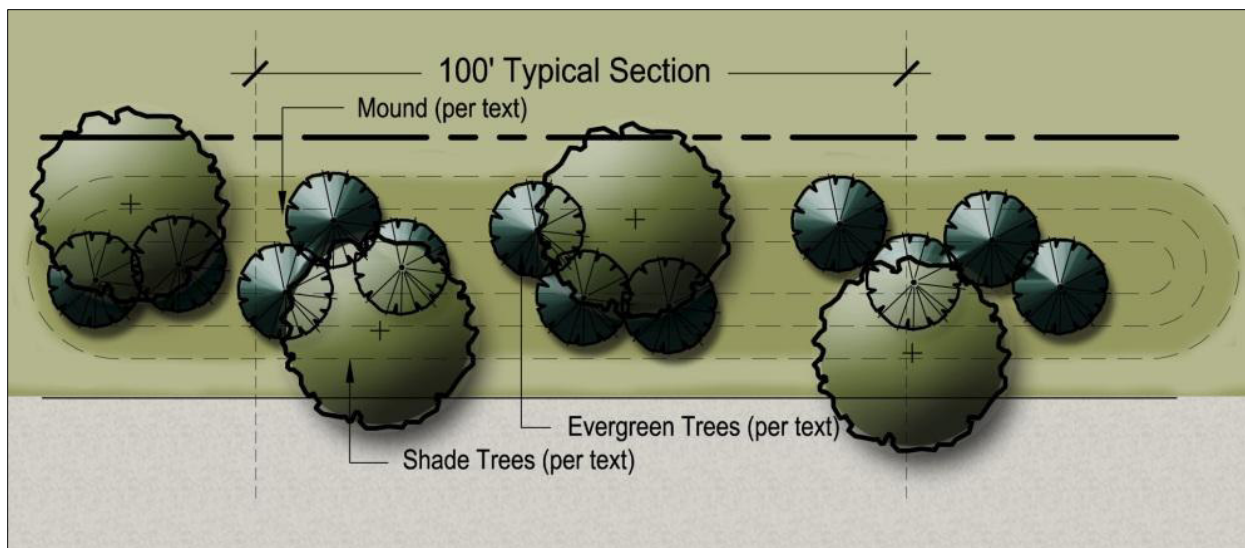 100' Typical Section
Mound (per text)
Evergreen Trees (per text)
Shade Trees (per text)